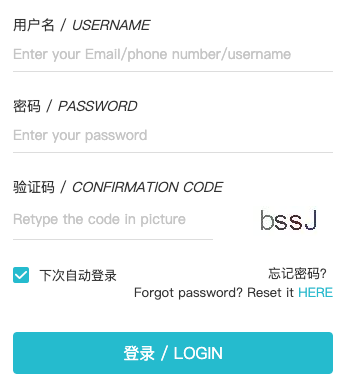 用户名 / USERNAME
Enter your Email/phone number/username
密码 / PASSWORD
Enter your password
验证码 / CONFIRMATION CODE
Retype the code in picture
bssJ
下次自动登录
忘记密码?
Forgot password? Reset it HERE
登录 / LOGIN